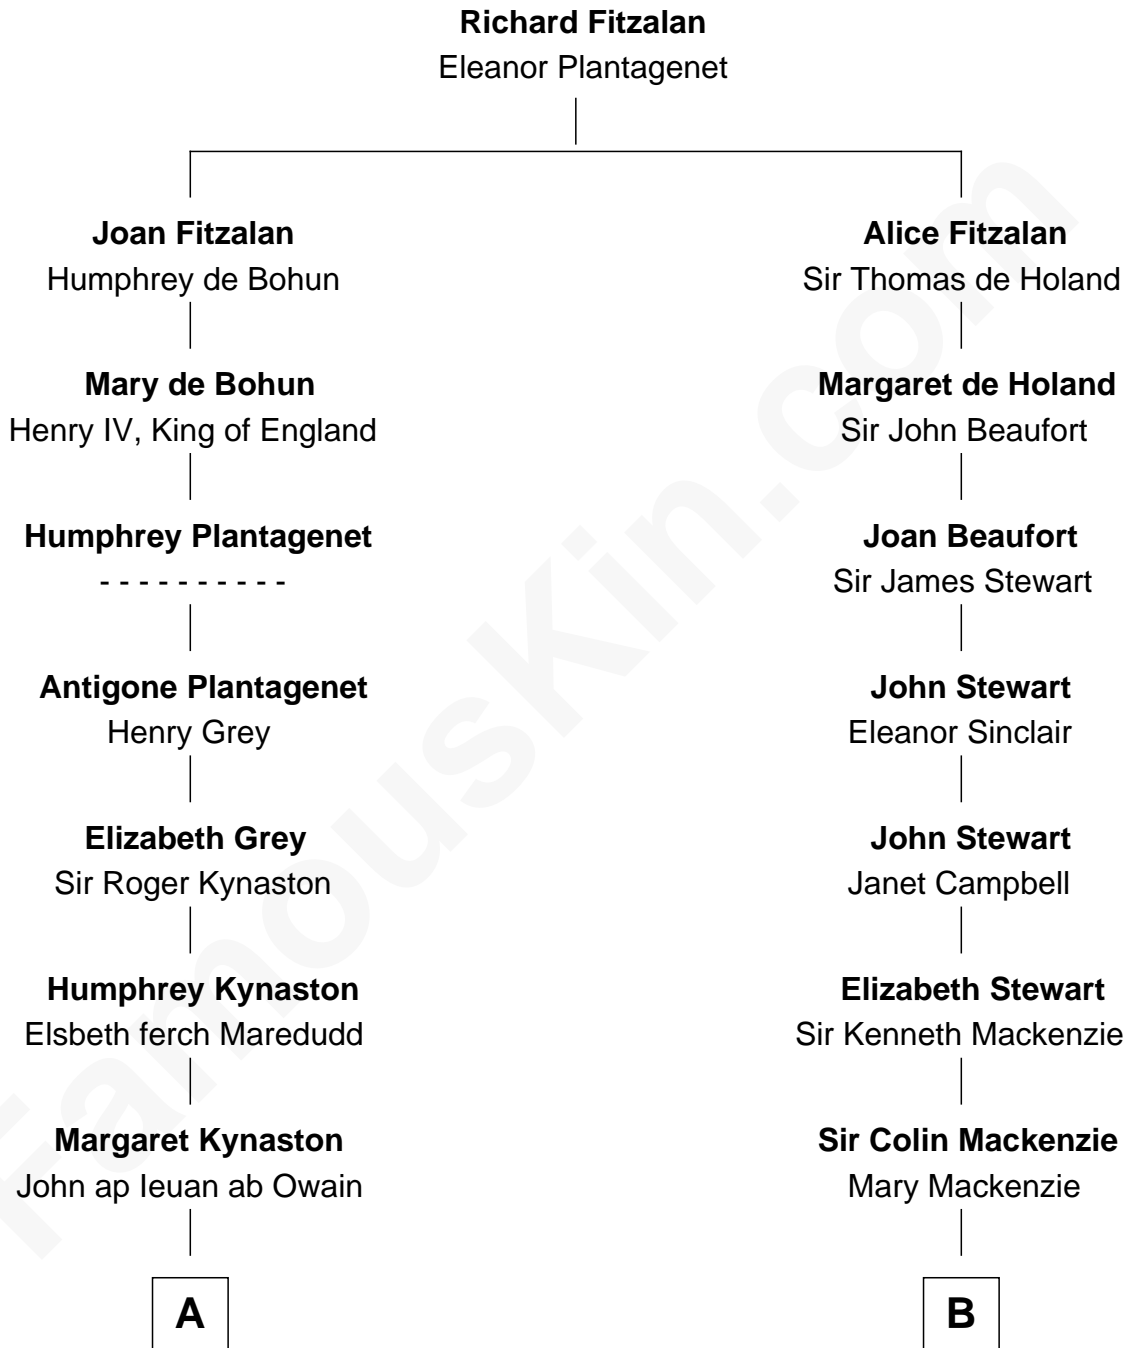 Richard Fitzalan
Eleanor Plantagenet
Joan Fitzalan
Humphrey de Bohun
Alice Fitzalan
Sir Thomas de Holand
Mary de Bohun
Henry IV, King of England
Margaret de Holand
Sir John Beaufort
Humphrey Plantagenet
- - - - - - - - - -
Joan Beaufort
Sir James Stewart
Antigone Plantagenet
Henry Grey
John Stewart
Eleanor Sinclair
Elizabeth Grey
Sir Roger Kynaston
John Stewart
Janet Campbell
Humphrey Kynaston
Elsbeth ferch Maredudd
Elizabeth Stewart
Sir Kenneth Mackenzie
Margaret Kynaston
John ap Ieuan ab Owain
Sir Colin Mackenzie
Mary Mackenzie
A
B
FamousKin.com